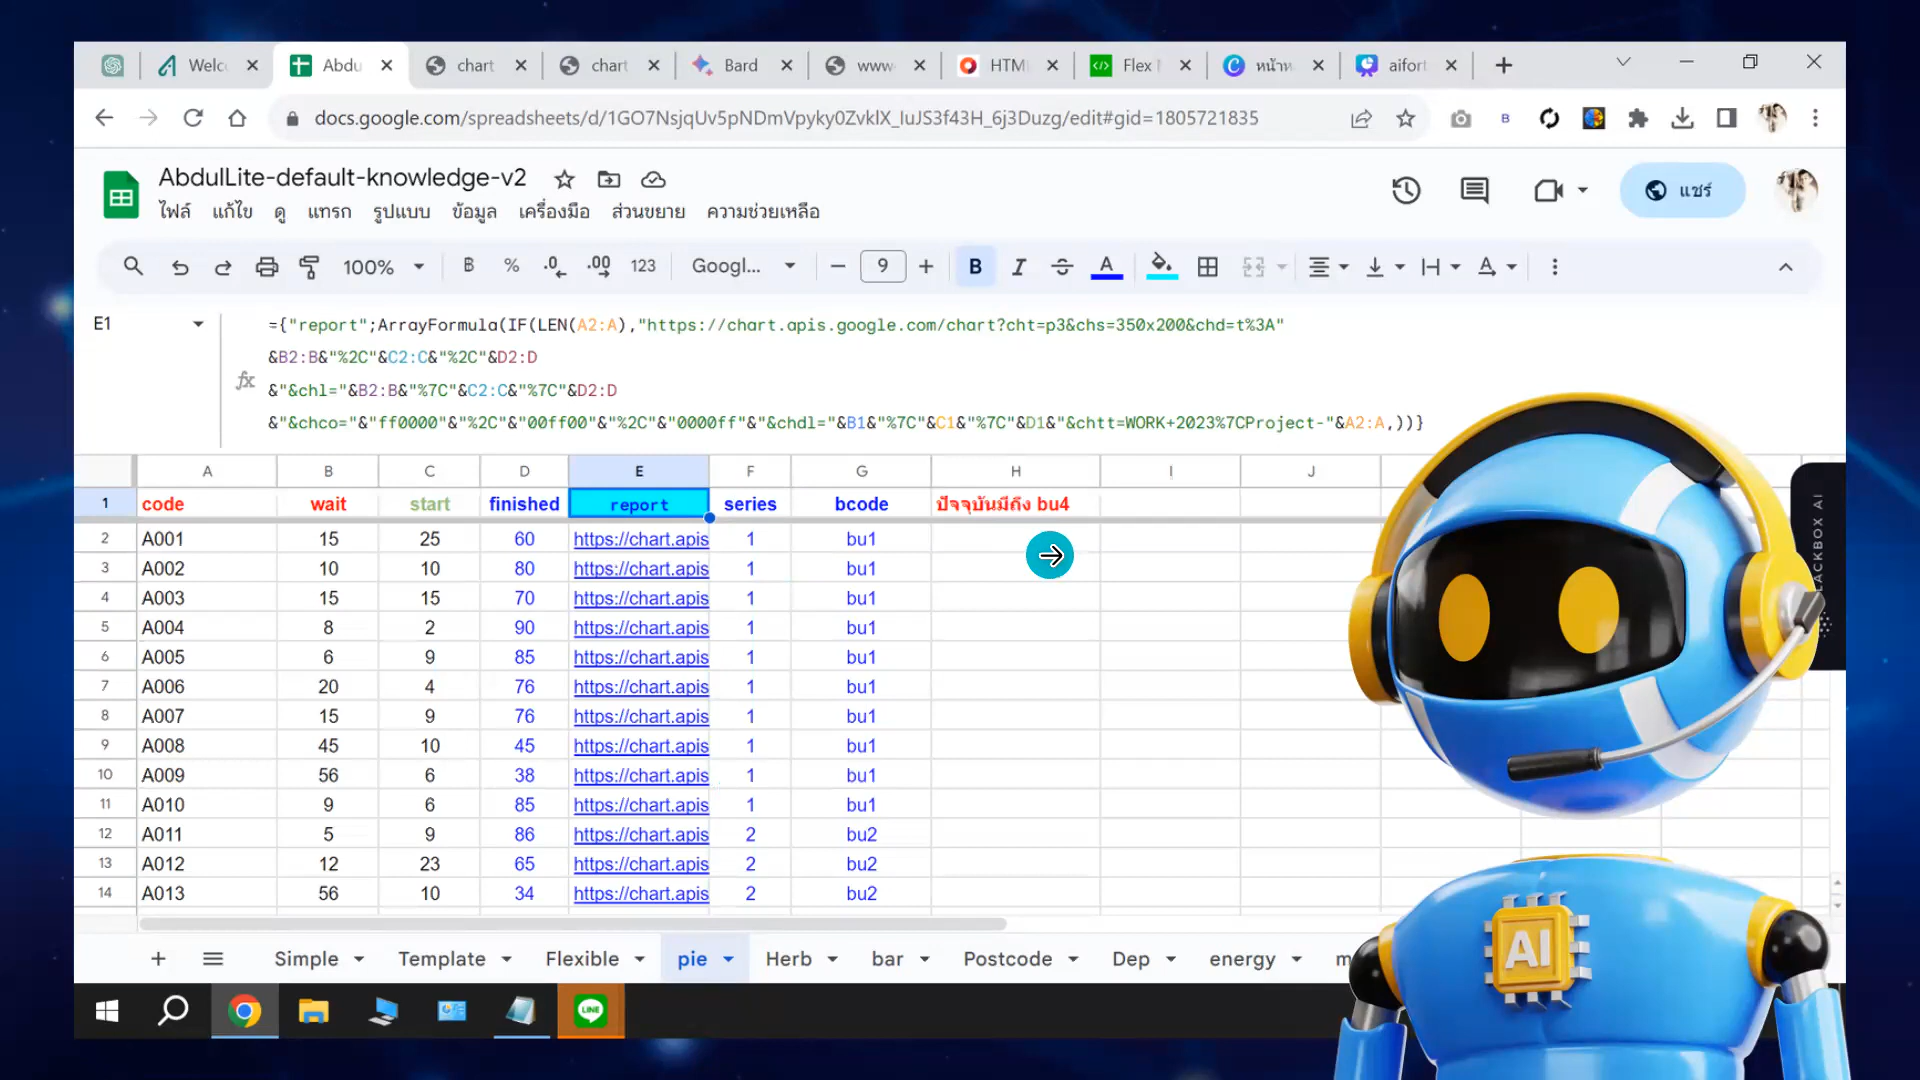 Welc
Abdu
chart
chart
Bard
www
HTM
Flex
หน้าห
aifort
docs.google.com/spreadsheets/d/1GO7NsjqUv5pNDmVpyky0ZvklX_IuJS3f43H_6j3Duzg/edit#gid=1805721835
AbdulLite-default-knowledge-v2
ไฟล์ แก้ไข ดู แทรก รูปแบบ ข้อมูล เครื่องมือ ส่วนขยาย ความช่วยเหลือ
แชร์
100% B % .0 .00 123 Googl... 9 B I A
E1
={"report";ArrayFormula(IF(LEN(A2:A),"https://chart.apis.google.com/chart?cht=p3&chs=350x200&chd=t%3A"
&B2:B&"%2C"&C2:C&"%2C"&D2:D
fx
&"&chl="&B2:B&"%7C"&C2:C&"%7C"&D2:D
&"&chco="&"ff0000"&"%2C"&"00ff00"&"%2C"&"0000ff"&"&chdl="&B1&"%7C"&C1&"%7C"&D1&"&chtt=WORK+2023%7CProject-"&A2:A,))}
A B C D E F G H I J
1 code wait start finished report series bcode ปัจจุบันมีถึง bu4
2 A001 15 25 60 https://chart.apis 1 bu1
3 A002 10 10 80 https://chart.apis 1 bu1
4 A003 15 15 70 https://chart.apis 1 bu1
5 A004 8 2 90 https://chart.apis 1 bu1
6 A005 6 9 85 https://chart.apis 1 bu1
7 A006 20 4 76 https://chart.apis 1 bu1
8 A007 15 9 76 https://chart.apis 1 bu1
9 A008 45 10 45 https://chart.apis 1 bu1
10 A009 56 6 38 https://chart.apis 1 bu1
11 A010 9 6 85 https://chart.apis 1 bu1
12 A011 5 9 86 https://chart.apis 2 bu2
13 A012 12 23 65 https://chart.apis 2 bu2
14 A013 56 10 34 https://chart.apis 2 bu2
LACKBOX AI
AI
Simple Template Flexible pie Herb bar Postcode Dep energy m
LINE